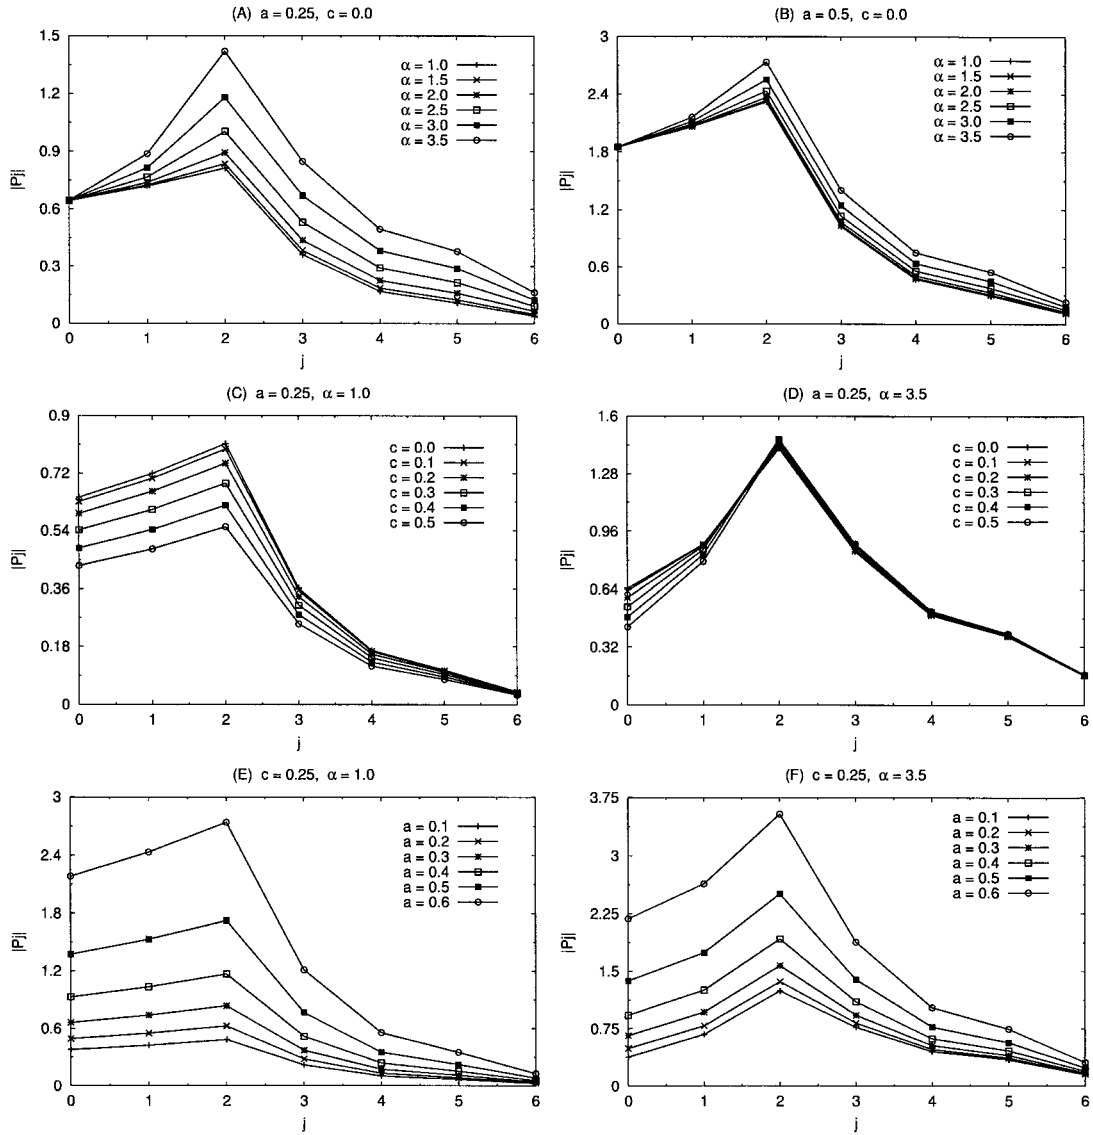 (A) a = 0.25, c = 0.0
1.5
1.2
0.9
0.6
0.3
0
|Pj|
α = 1.0
α = 1.5
α = 2.0
α = 2.5
α = 3.0
α = 3.5
0 1 2 3 4 5 6
j
(B) a = 0.5, c = 0.0
3
2.4
1.8
1.2
0.6
0
|Pj|
α = 1.0
α = 1.5
α = 2.0
α = 2.5
α = 3.0
α = 3.5
0 1 2 3 4 5 6
j
(C) a = 0.25, α = 1.0
0.9
0.72
0.54
0.36
0.18
0
|Pj|
c = 0.0
c = 0.1
c = 0.2
c = 0.3
c = 0.4
c = 0.5
0 1 2 3 4 5 6
j
(D) a = 0.25, α = 3.5
1.6
1.28
0.96
0.64
0.32
0
|Pj|
c = 0.0
c = 0.1
c = 0.2
c = 0.3
c = 0.4
c = 0.5
0 1 2 3 4 5 6
j
(E) c = 0.25, α = 1.0
3
2.4
1.8
1.2
0.6
0
|Pj|
a = 0.1
a = 0.2
a = 0.3
a = 0.4
a = 0.5
a = 0.6
0 1 2 3 4 5 6
j
(F) c = 0.25, α = 3.5
3.75
3
2.25
1.5
0.75
0
|Pj|
a = 0.1
a = 0.2
a = 0.3
a = 0.4
a = 0.5
a = 0.6
0 1 2 3 4 5 6
j